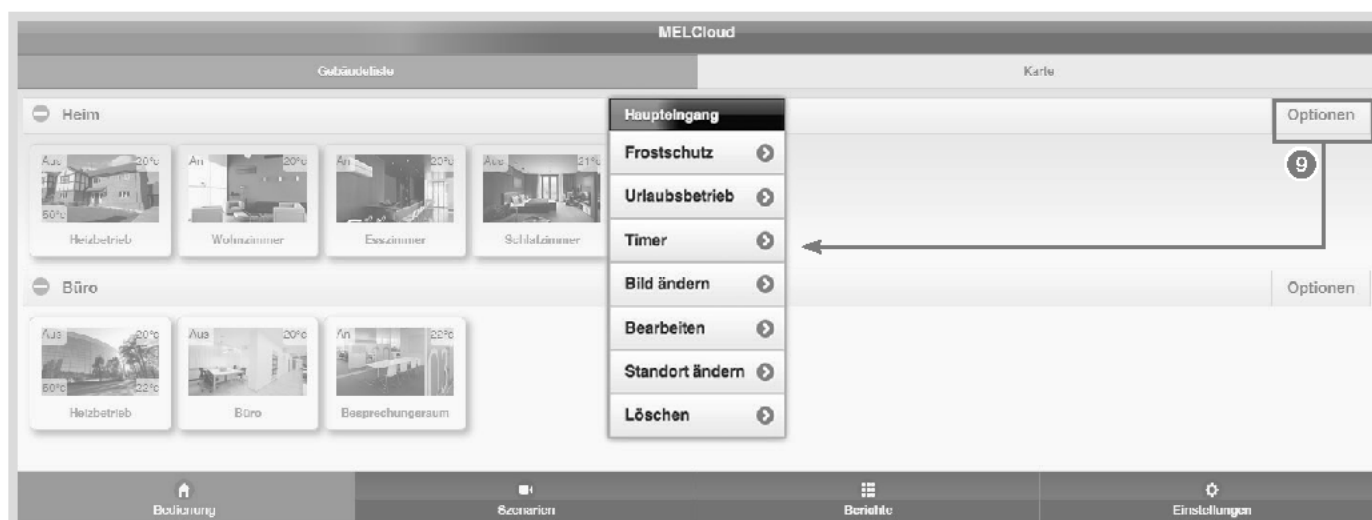 MELCloud
Gebäudeliste
Karte
Heim
Optionen
9
Aus 20°c
An 20°c
An 20°c
Aus 21°c
50°c
Heizbetrieb
Wohnzimmer
Esszimmer
Schlafzimmer
Haupteingang
Frostschutz
Urlaubsbetrieb
Timer
Bild ändern
Bearbeiten
Standort ändern
Löschen
Büro
Optionen
Aus 20°c
Aus 20°c
An 22°c
50°c 22°c
Heizbetrieb
Büro
Besprechungsraum
Bedienung
Szenarien
Berichte
Einstellungen